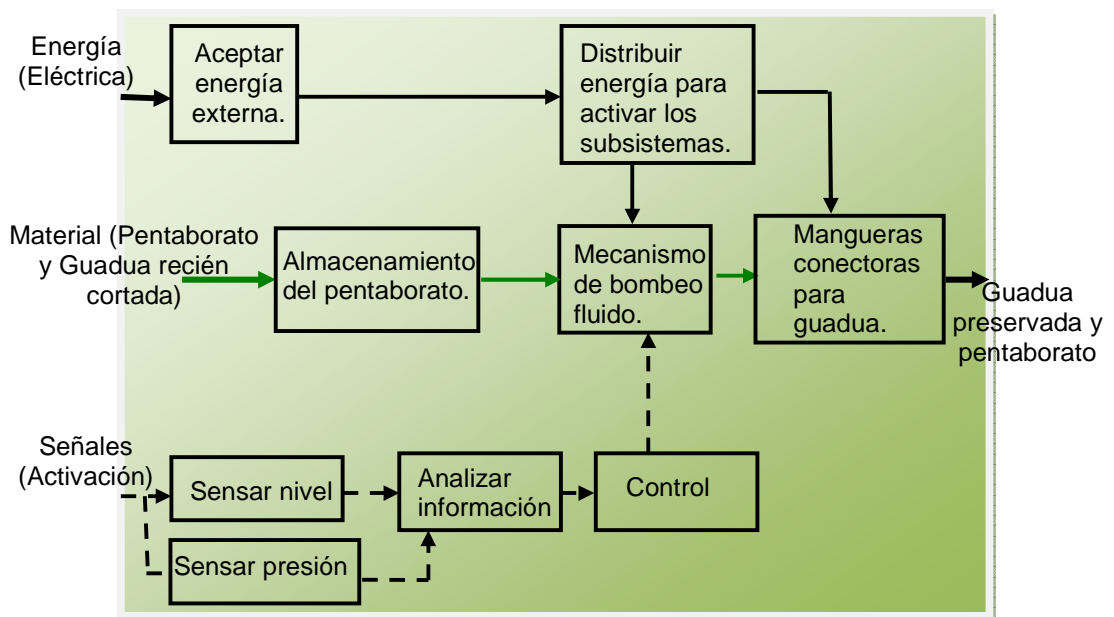 Energía
(Eléctrica)
Aceptar
energía
externa.
Distribuir
energía para
activar los
subsistemas.
Material (Pentaborato
y Guadua recién
cortada)
Almacenamiento
del pentaborato.
Mecanismo
de bombeo
fluido.
Mangueras
conectoras
para
guadua.
Guadua
preservada y
pentaborato
Señales
(Activación)
Sensar nivel
Analizar
información
Control
Sensar presión